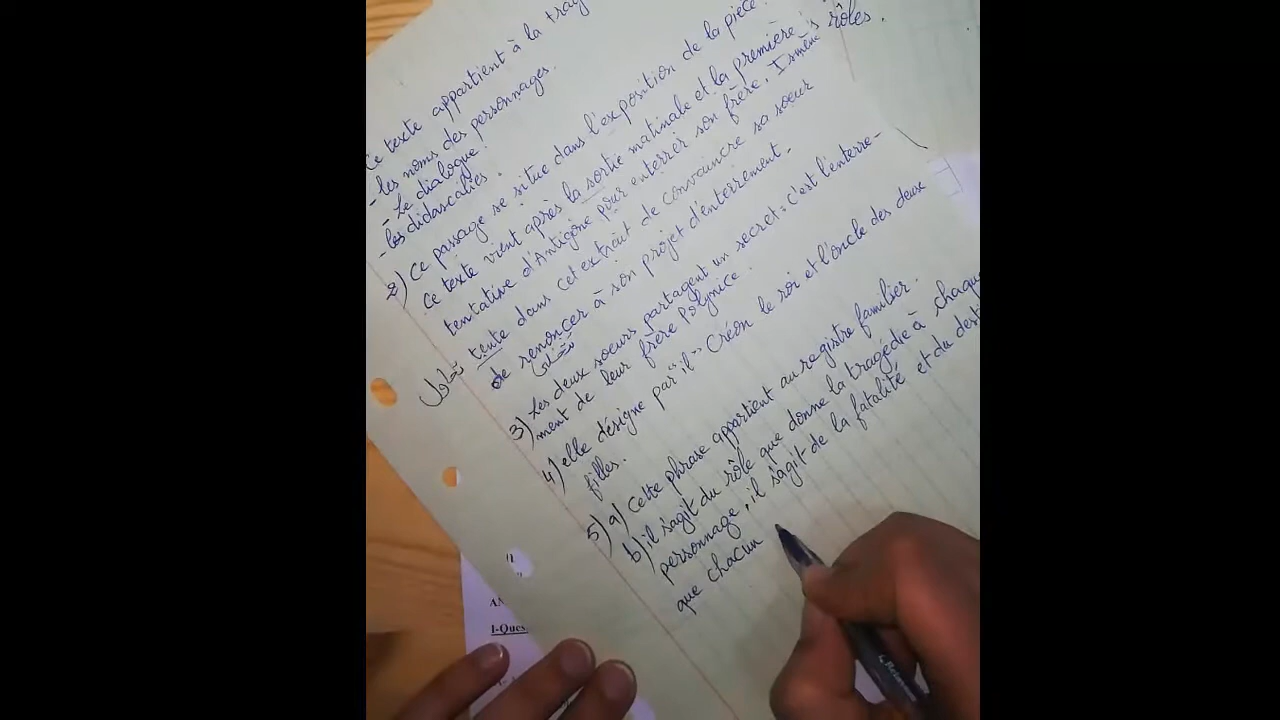 Ce texte appartient à la
- les noms des personnages.
- Le dialogue.
- les didascalies.
2) Ce passage se situe dans l'exposition de la pièce.
Ce texte vient après la sortie matinale et la première
rôles.
tentative d'Antigone pour enterrer son frère. Ismène
تحاول
tente dans cet extrait de convaincre sa soeur
de renoncer à son projet d'enterrement.
3) Les deux soeurs partagent un secret: c'est l'enterre-
ment de leur frère Polynice.
4) elle désigne par "il" Créon le roi et l'oncle des deux
filles.
5) a) Cette phrase appartient au registre familier.
b) il s'agit du rôle que donne la tragédie à chaque
personnage, il s'agit de la fatalité et du
que chacun
I-Ques